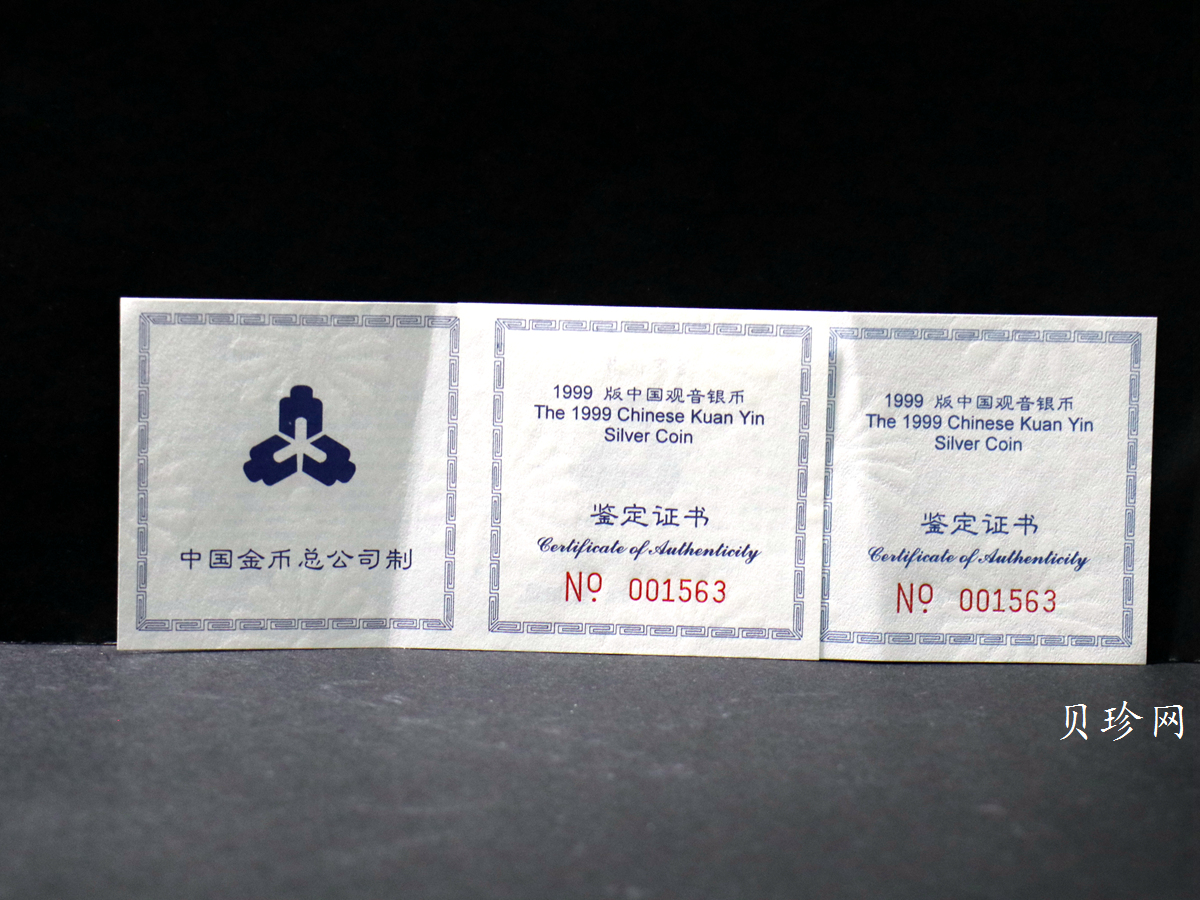 中国金币总公司制
1999 版中国观音银币
The 1999 Chinese Kuan Yin
Silver Coin
鉴定证书
Certificate of Authenticity
Nº 001563
1999 版中国观音银币
The 1999 Chinese Kuan Yin
Silver Coin
鉴定证书
Certificate of Authenticity
Nº 001563
贝珍网